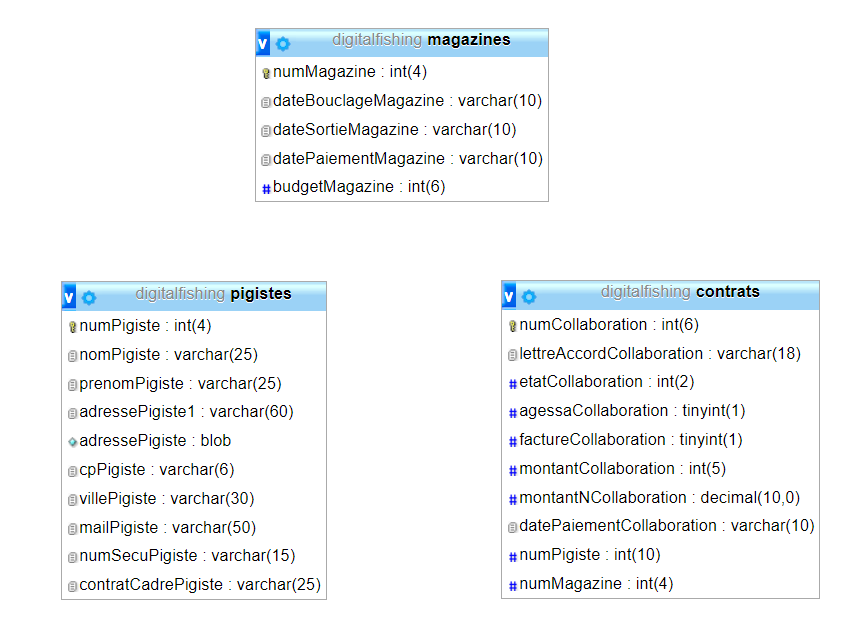 digitalfishing magazines
numMagazine : int(4)
dateBouclageMagazine : varchar(10)
dateSortieMagazine : varchar(10)
datePaiementMagazine : varchar(10)
#budgetMagazine : int(6)
digitalfishing pigistes
numPigiste : int(4)
nomPigiste : varchar(25)
prenomPigiste : varchar(25)
adressePigiste1 : varchar(60)
adressePigiste : blob
cpPigiste : varchar(6)
villePigiste : varchar(30)
mailPigiste : varchar(50)
numSecuPigiste : varchar(15)
contratCadrePigiste : varchar(25)
digitalfishing contrats
numCollaboration : int(6)
lettreAccordCollaboration : varchar(18)
#etatCollaboration : int(2)
#agessaCollaboration : tinyint(1)
#factureCollaboration : tinyint(1)
#montantCollaboration : int(5)
#montantNCollaboration : decimal(10,0)
datePaiementCollaboration : varchar(10)
#numPigiste : int(10)
#numMagazine : int(4)